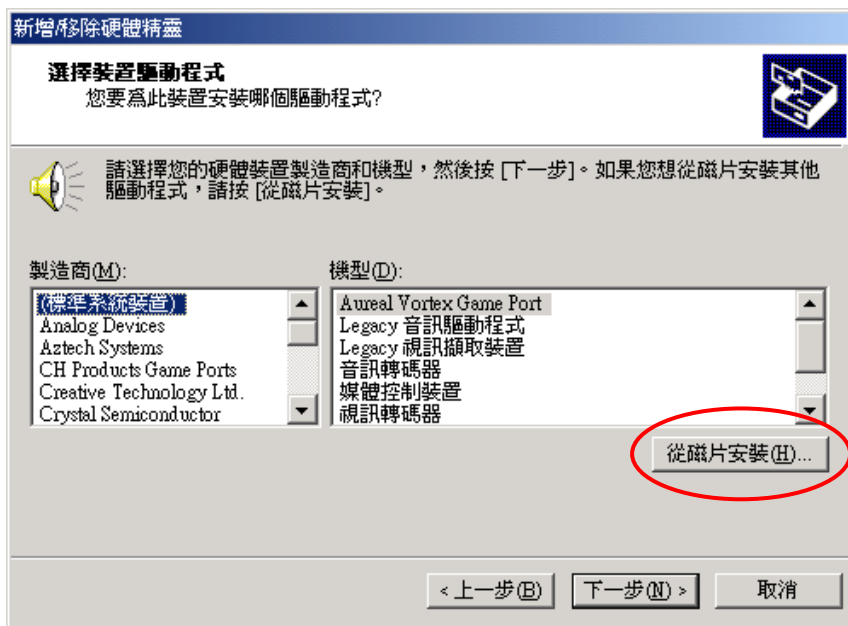 新增/移除硬體精靈
選擇裝置驅動程式
您要為此裝置安裝哪個驅動程式?
請選擇您的硬體裝置製造商和機型，然後按 [下一步]。如果您想從磁片安裝其他
驅動程式，請按 [從磁片安裝]。
製造商(M):
(標準系統裝置)
Analog Devices
Aztech Systems
CH Products Game Ports
Creative Technology Ltd.
Crystal Semiconductor
機型(D):
Aureal Vortex Game Port
Legacy 音訊驅動程式
Legacy 視訊擷取裝置
音訊轉碼器
媒體控制裝置
視訊轉碼器
從磁片安裝(H)...
< 上一步(B)
下一步(N) >
取消